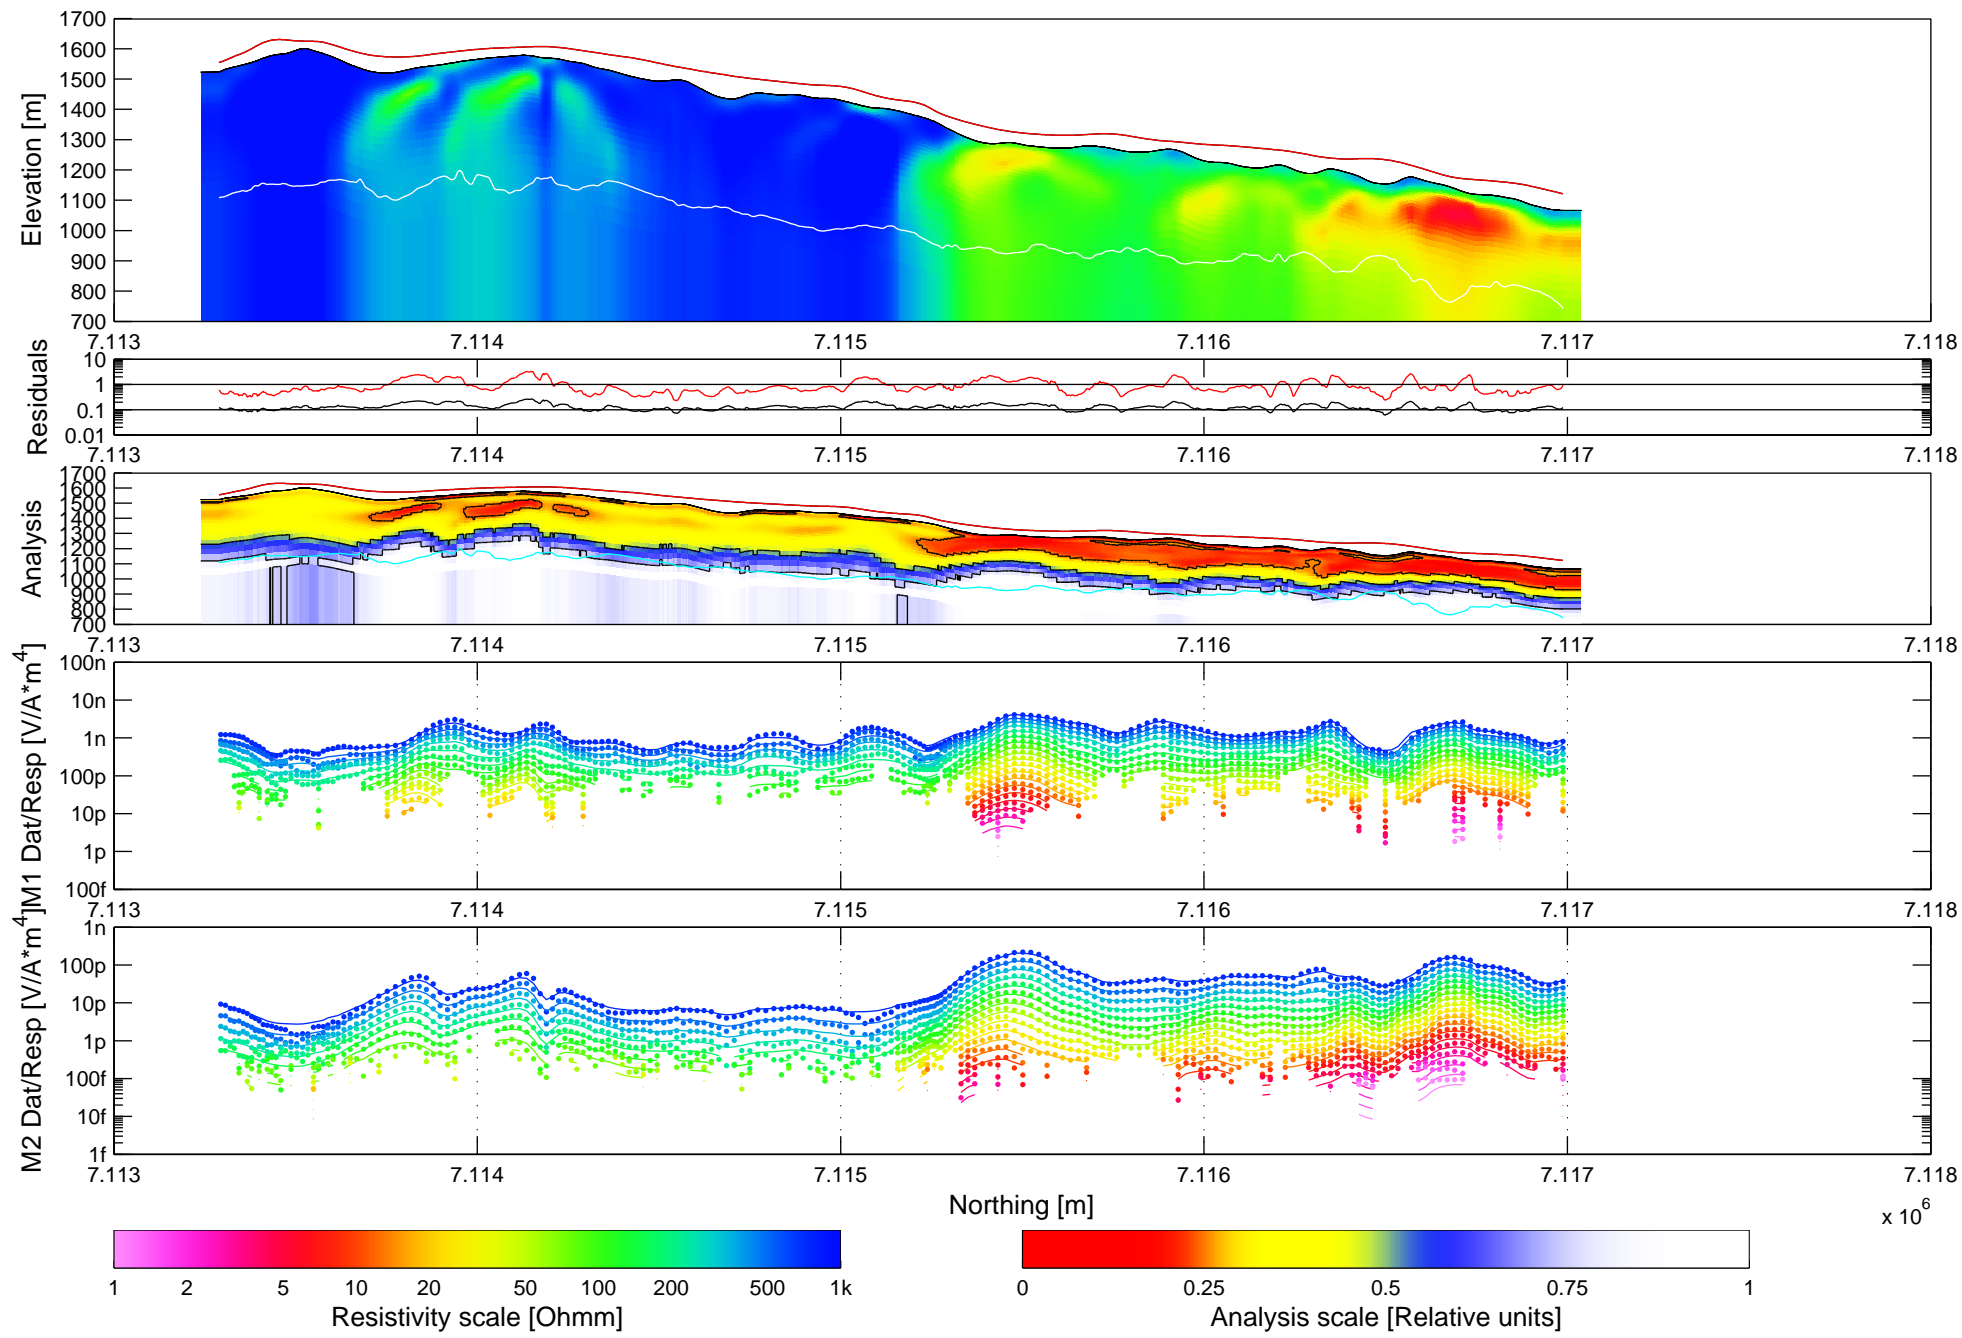 Elevation [m]
1700
1600
1500
1400
1300
1200
1100
1000
900
800
700
7.113 7.114 7.115 7.116 7.117 7.118
Residuals
10
1
0.1
0.01
7.113 7.114 7.115 7.116 7.117 7.118
Analysis
1700
1600
1500
1400
1300
1200
1100
1000
900
800
700
7.113 7.114 7.115 7.116 7.117 7.118
M1 Dat/Resp [V/A*m^4]
100n
10n
1n
100p
10p
1p
100f
7.113 7.114 7.115 7.116 7.117 7.118
M2 Dat/Resp [V/A*m^4]
1n
100p
10p
1p
100f
10f
1f
7.113 7.114 7.115 7.116 7.117 7.118
Northing [m]
x 10^6
1 2 5 10 20 50 100 200 500 1k
Resistivity scale [Ohmm]
0 0.25 0.5 0.75 1
Analysis scale [Relative units]